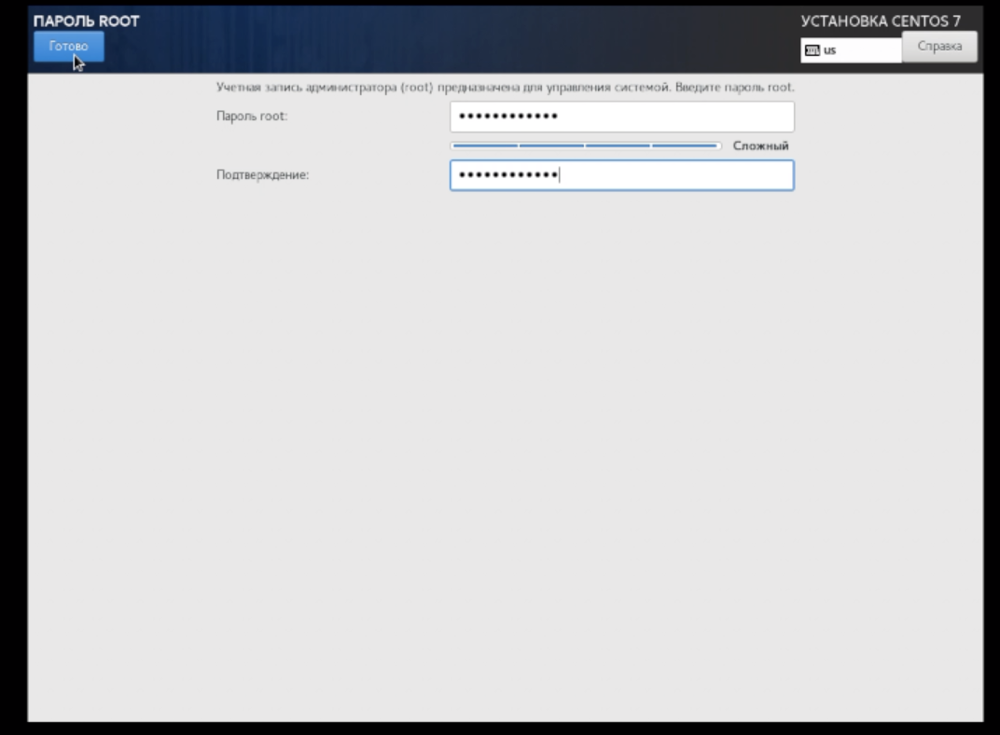 ПАРОЛЬ ROOT
УСТАНОВКА CENTOS 7
Готово
us
Справка
Учетная запись администратора (root) предназначена для управления системой. Введите пароль root.
Пароль root:
••••••••••••
Сложный
Подтверждение:
••••••••••••